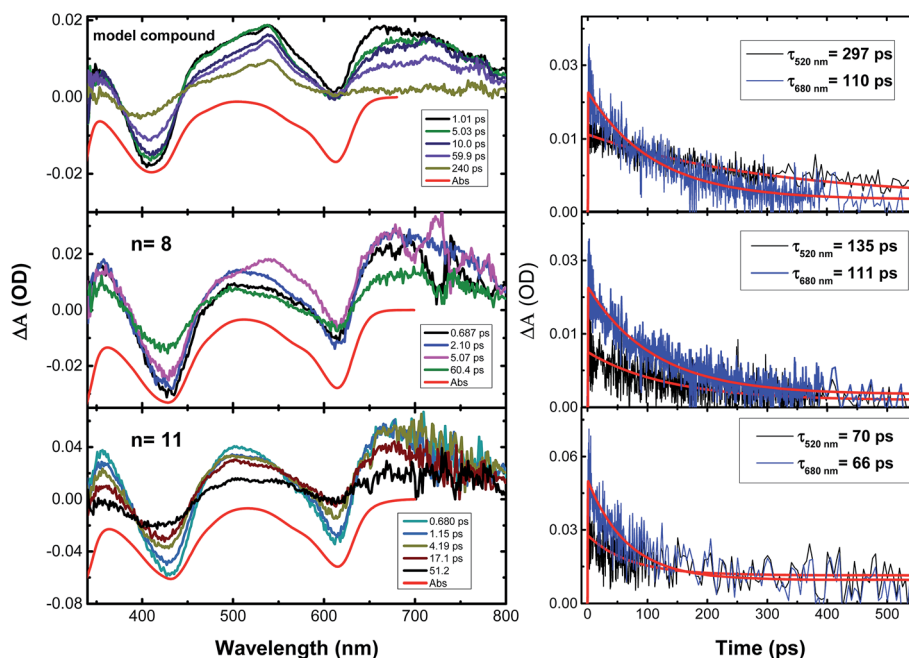 model compound
0.02
0.00
-0.02
1.01 ps
5.03 ps
10.0 ps
59.9 ps
240 ps
Abs
n= 8
0.02
0.00
-0.02
0.687 ps
2.10 ps
5.07 ps
60.4 ps
Abs
n= 11
0.04
0.00
-0.04
-0.08
0.680 ps
1.15 ps
4.19 ps
17.1 ps
51.2
Abs
ΔA (OD)
400 500 600 700 800
Wavelength (nm)
τ520 nm = 297 ps
τ680 nm = 110 ps
0.03
0.01
0.00
τ520 nm = 135 ps
τ680 nm = 111 ps
0.03
0.01
0.00
τ520 nm = 70 ps
τ680 nm = 66 ps
0.06
0.03
0.00
ΔA (OD)
0 100 200 300 400 500
Time (ps)